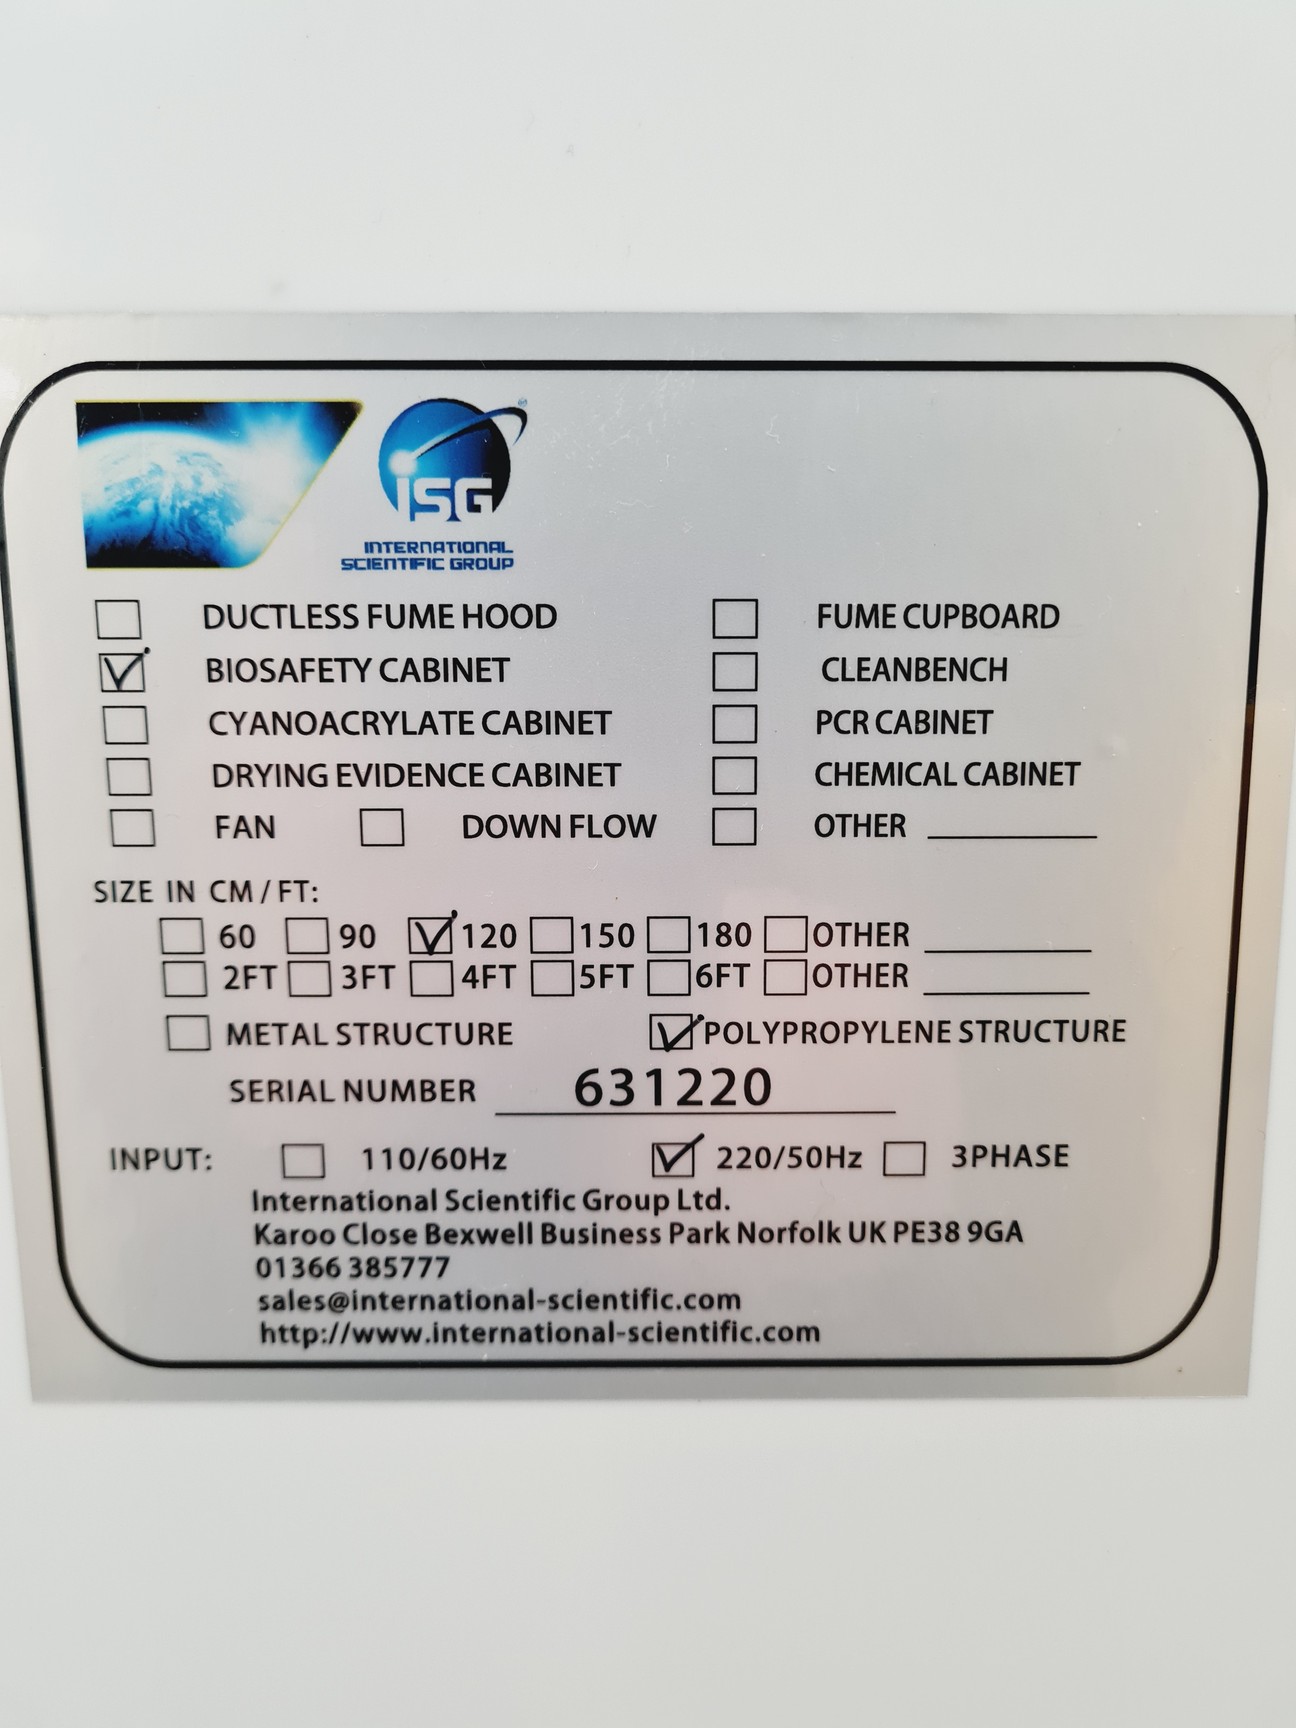 ISG
INTERNATIONAL
SCIENTIFIC GROUP
DUCTLESS FUME HOOD FUME CUPBOARD
BIOSAFETY CABINET CLEANBENCH
CYANOACRYLATE CABINET PCR CABINET
DRYING EVIDENCE CABINET CHEMICAL CABINET
FAN DOWN FLOW OTHER
SIZE IN CM / FT:
60 90 120 150 180 OTHER
2FT 3FT 4FT 5FT 6FT OTHER
METAL STRUCTURE POLYPROPYLENE STRUCTURE
SERIAL NUMBER 631220
INPUT: 110/60Hz 220/50Hz 3PHASE
International Scientific Group Ltd.
Karoo Close Bexwell Business Park Norfolk UK PE38 9GA
01366 385777
sales@international-scientific.com
http://www.international-scientific.com